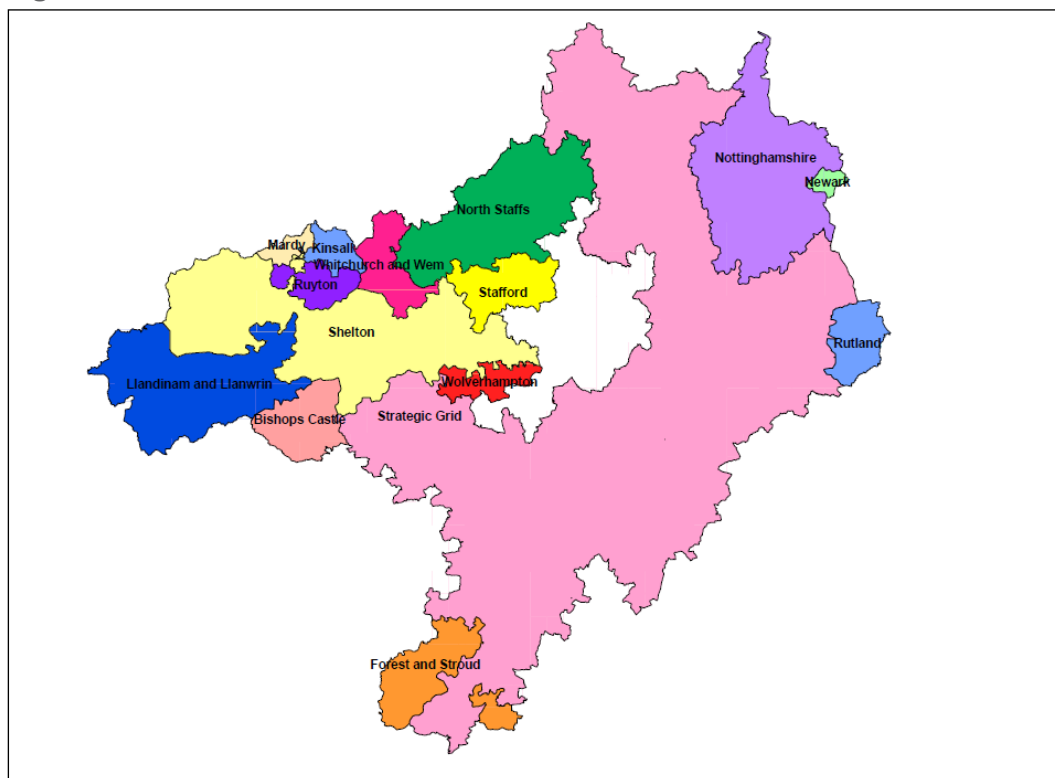 Nottinghamshire
Newark
North Staffs
Mardy
Kinsall
Whitchurch and Wem
Ruyton
Stafford
Shelton
Rutland
Llandinam and Llanwrin
Wolverhampton
Bishops Castle
Strategic Grid
Forest and Stroud